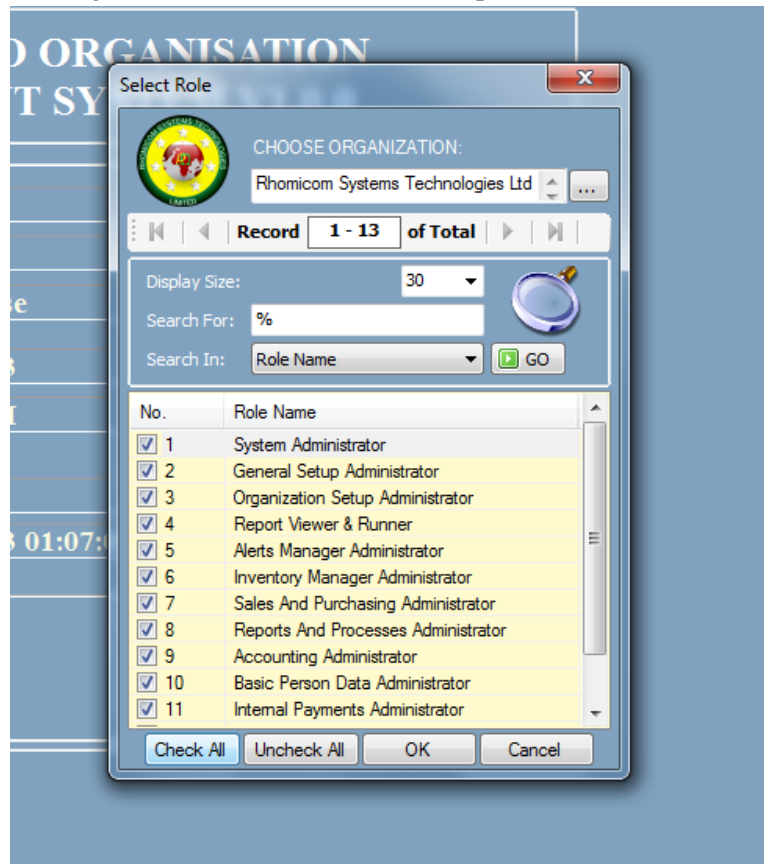 O ORGANISATION
T SY
Select Role
CHOOSE ORGANIZATION:
Rhomicom Systems Technologies Ltd ...
Record 1 - 13 of Total
Display Size: 30
Search For: %
Search In: Role Name GO
No. Role Name
1 System Administrator
2 General Setup Administrator
3 Organization Setup Administrator
4 Report Viewer & Runner
5 Alerts Manager Administrator
6 Inventory Manager Administrator
7 Sales And Purchasing Administrator
8 Reports And Processes Administrator
9 Accounting Administrator
10 Basic Person Data Administrator
11 Internal Payments Administrator
Check All Uncheck All OK Cancel
se
01:07: